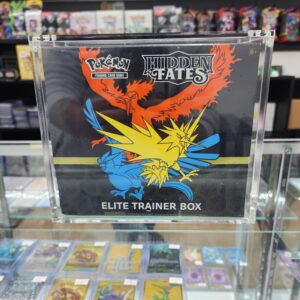 POKéMON
TRADING CARD GAME
HIDDEN
FATES
ELITE TRAINER BOX